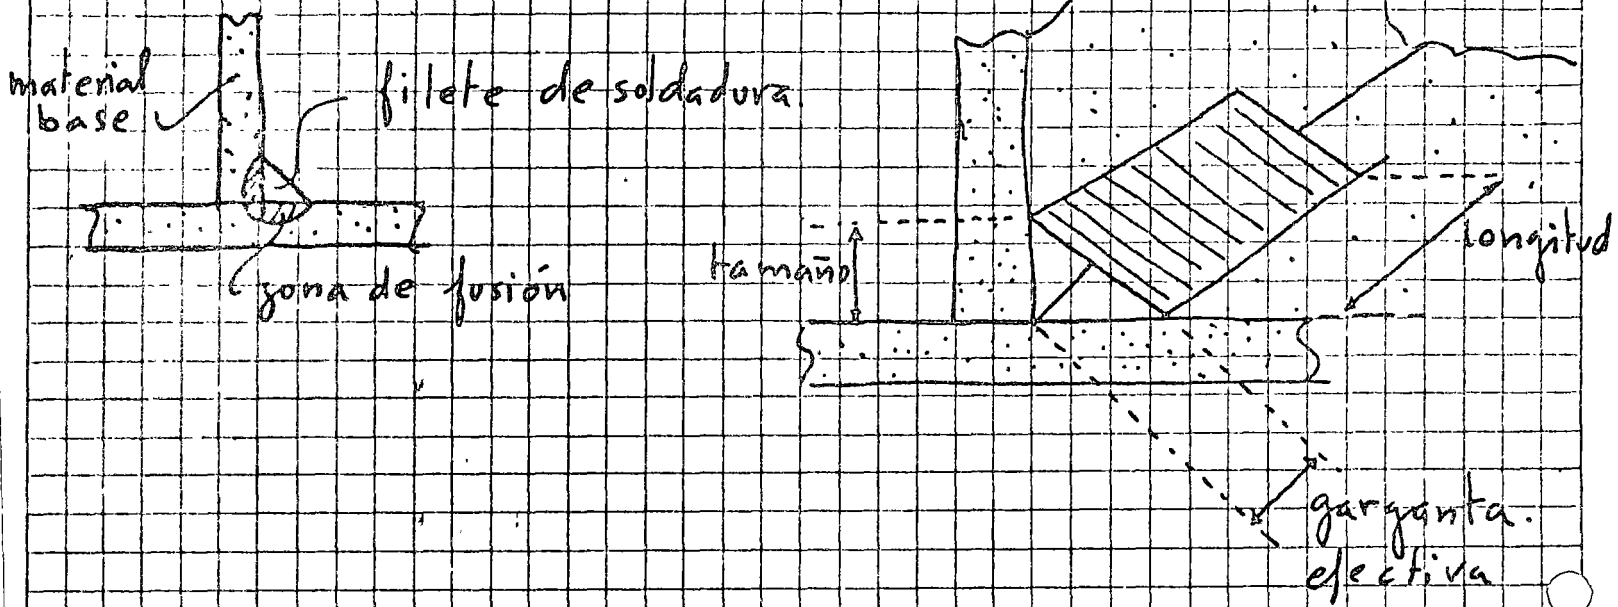 material
base
filete de soldadura.
zona de fusión
tamaño
longitud
garganta.
efectiva